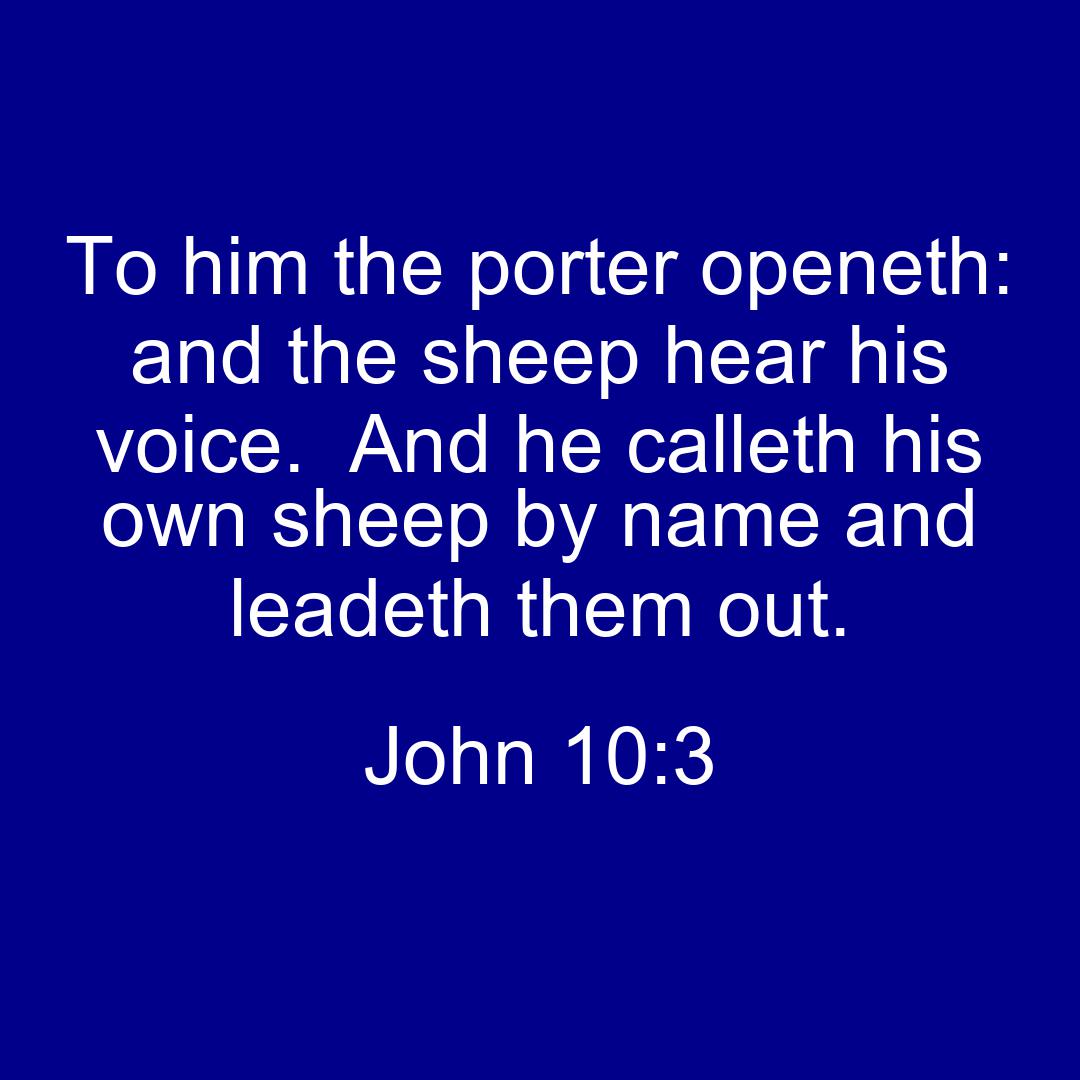 To him the porter openeth:
and the sheep hear his
voice.  And he calleth his
own sheep by name and
leadeth them out.
John 10:3